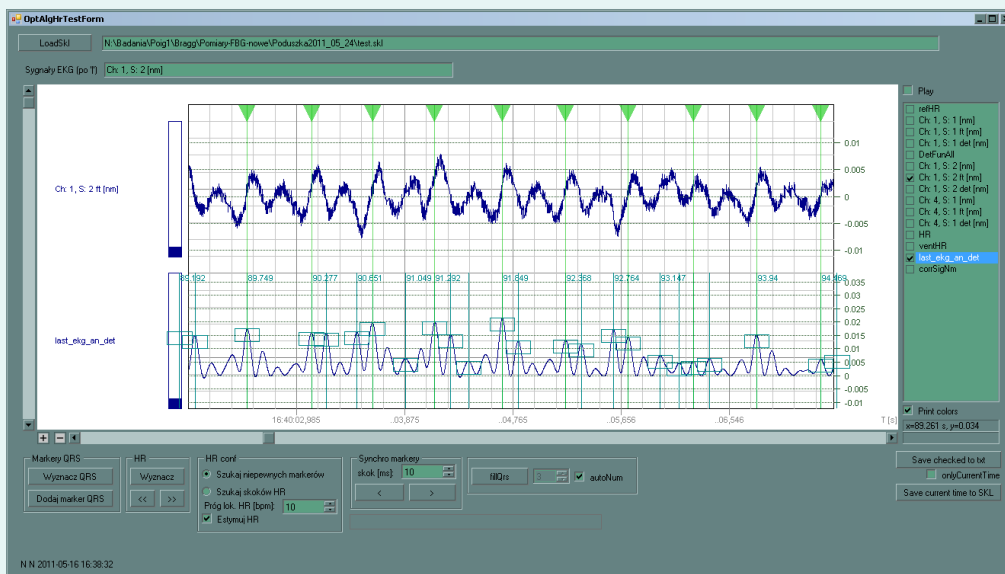 OptAlgHrTestForm
LoadSkl
N:\Badania\Poig1\Bragg\Pomiary-FBG-nowe\Poduszka2011_05_24\test.skl
Sygnały EKG (po T)
Ch: 1, S: 2 [nm]
Play
refHR
Ch: 1, S: 1 [nm]
Ch: 1, S: 1 ft [nm]
Ch: 1, S: 1 det [nm]
DetFunAll
Ch: 1, S: 2 [nm]
Ch: 1, S: 2 ft [nm]
Ch: 1, S: 2 det [nm]
Ch: 4, S: 1 [nm]
Ch: 4, S: 1 ft [nm]
Ch: 4, S: 1 det [nm]
HR
ventHR
last_ekg_an_det
corrSigNm
Ch: 1, S: 2 ft [nm]
0.01
0.005
0
-0.005
-0.01
89.192 89.749 90.277 90.651 91.049 91.292 91.849 92.368 92.764 93.147 93.94
0.035
0.03
0.025
0.02
0.015
0.01
0.005
0
-0.005
-0.01
last_ekg_an_det
16:40:02,985 ..03,875 ..04,765 ..05,656 ..06,546 T [s]
Print colors
x=89.261 s, y=0.034
Markery QRS
Wyznacz QRS
Dodaj marker QRS
HR
Wyznacz
<< >>
HR conf
Szukaj niepewnych markerów
Szukaj skoków HR
Próg lok. HR [bpm]: 10
Estymuj HR
Synchro markery
skok [ms]: 10
< >
fillQrs 3 autoNum
Save checked to txt
onlyCurrentTime
Save current time to SKL
N N 2011-05-16 16:38:32